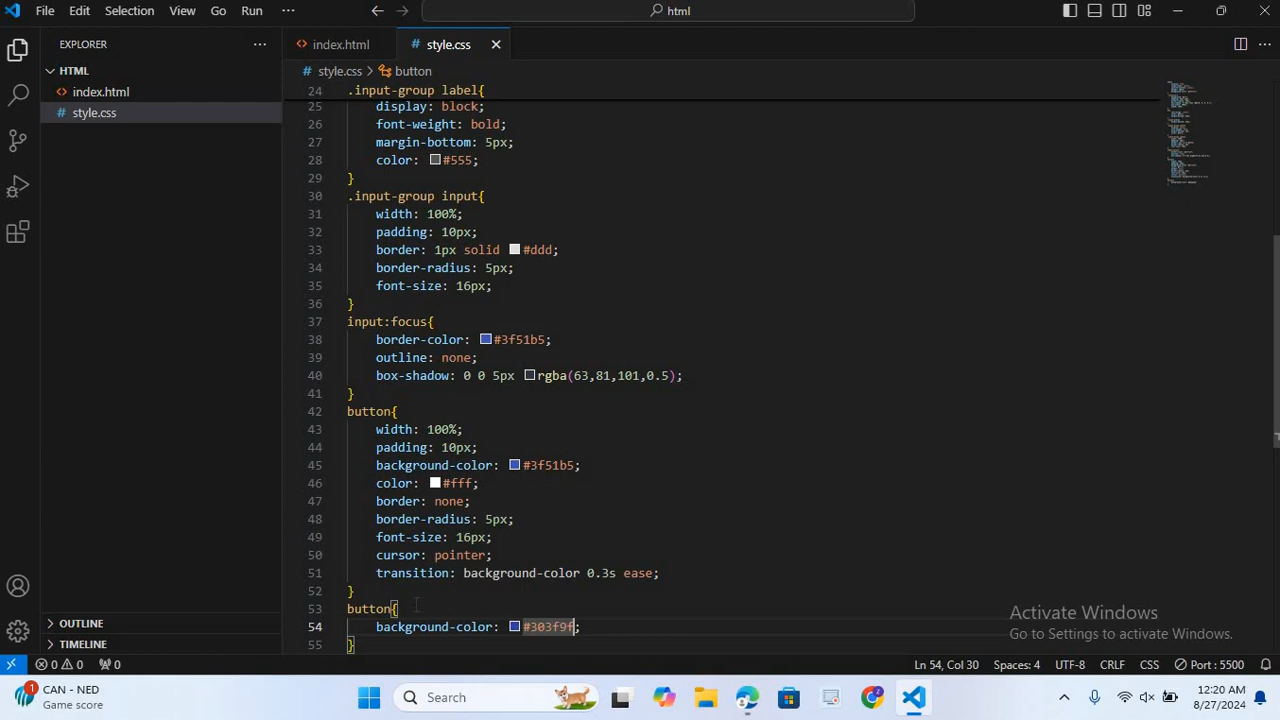 File Edit Selection View Go Run ··· html
EXPLORER ···
HTML
index.html
style.css
OUTLINE
TIMELINE
index.html style.css
style.css > button
24 .input-group label{
25 display: block;
26 font-weight: bold;
27 margin-bottom: 5px;
28 color: #555;
29 }
30 .input-group input{
31 width: 100%;
32 padding: 10px;
33 border: 1px solid #ddd;
34 border-radius: 5px;
35 font-size: 16px;
36 }
37 input:focus{
38 border-color: #3f51b5;
39 outline: none;
40 box-shadow: 0 0 5px rgba(63,81,101,0.5);
41 }
42 button{
43 width: 100%;
44 padding: 10px;
45 background-color: #3f51b5;
46 color: #fff;
47 border: none;
48 border-radius: 5px;
49 font-size: 16px;
50 cursor: pointer;
51 transition: background-color 0.3s ease;
52 }
53 button{
54 background-color: #303f9f;
55 }
Activate Windows
Go to Settings to activate Windows.
0 0 0 Ln 54, Col 30 Spaces: 4 UTF-8 CRLF CSS Port : 5500
1 CAN - NED
Game score
Search
2
12:20 AM
8/27/2024